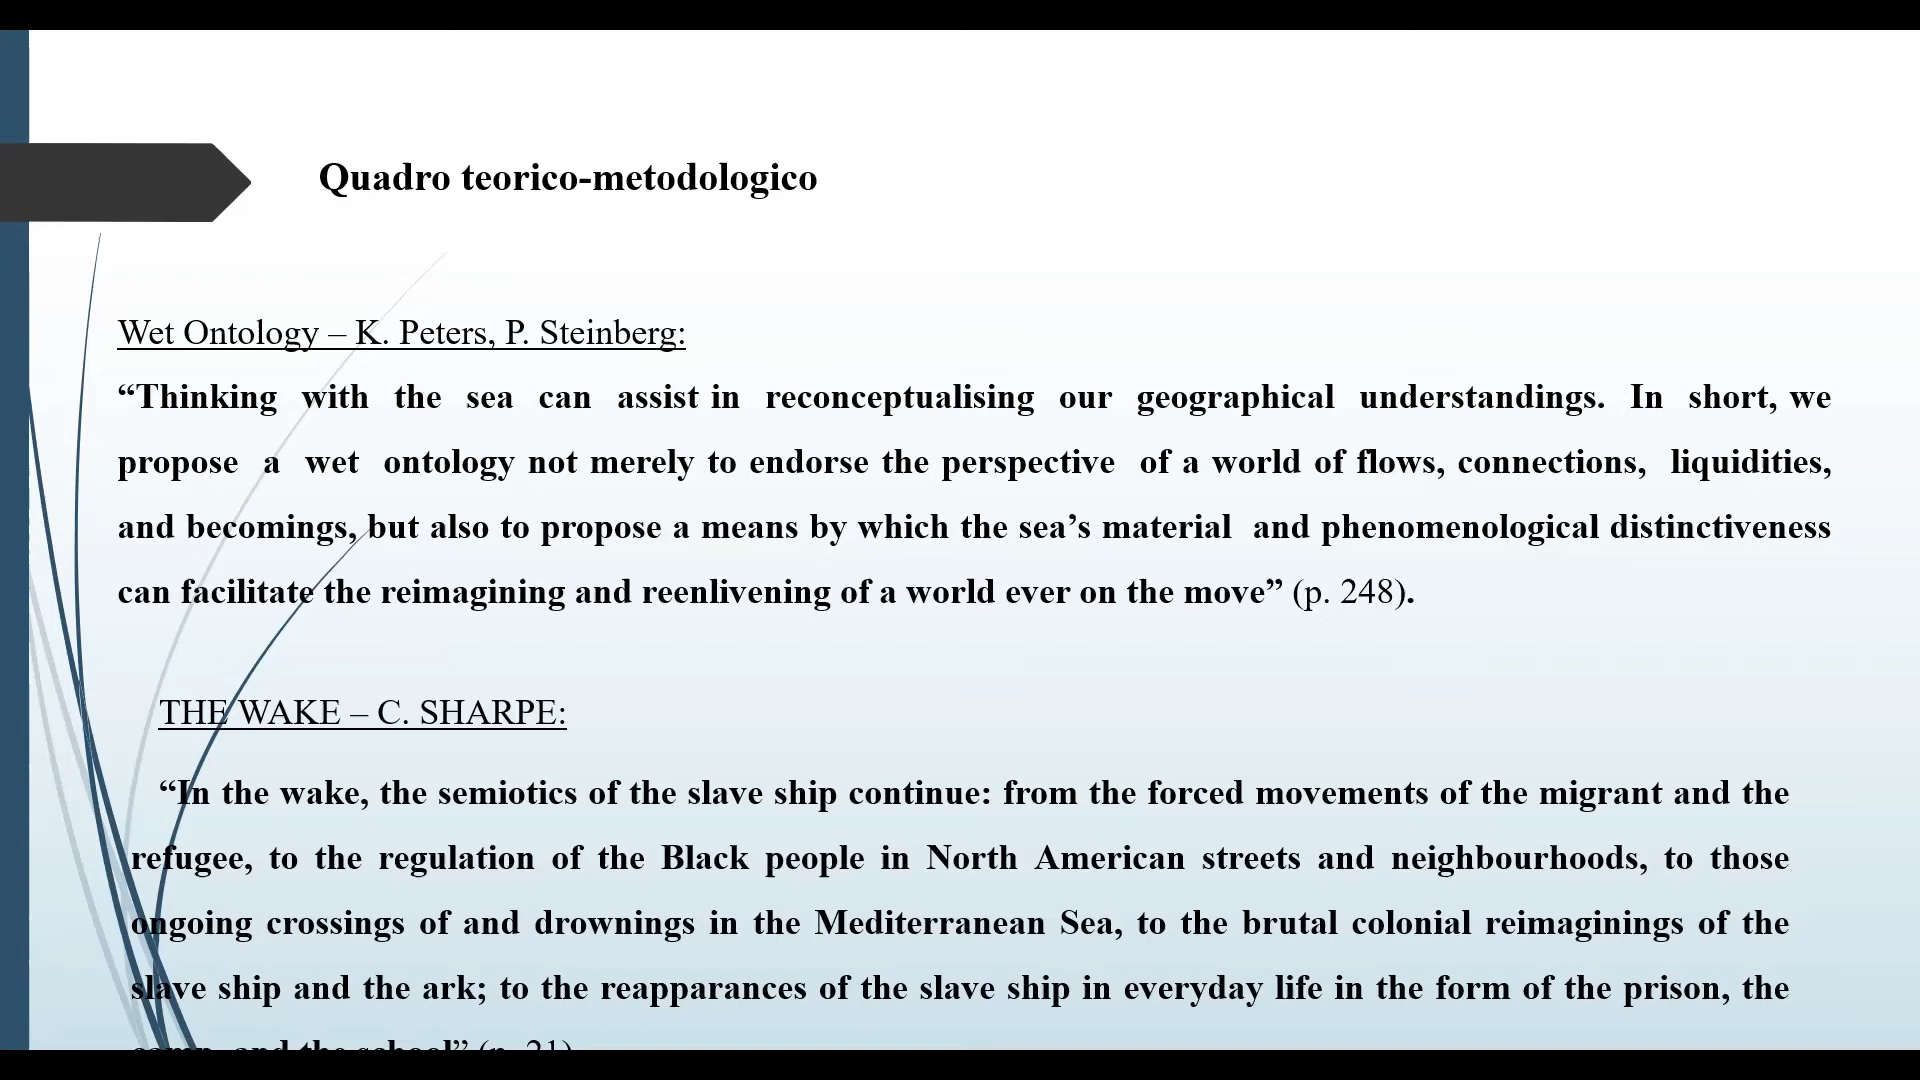 Quadro teorico-metodologico
Wet Ontology – K. Peters, P. Steinberg:
“Thinking with the sea can assist in reconceptualising our geographical understandings. In short, we
propose a wet ontology not merely to endorse the perspective of a world of flows, connections, liquidities,
and becomings, but also to propose a means by which the sea’s material and phenomenological distinctiveness
can facilitate the reimagining and reenlivening of a world ever on the move” (p. 248).
THE WAKE – C. SHARPE:
“In the wake, the semiotics of the slave ship continue: from the forced movements of the migrant and the
refugee, to the regulation of the Black people in North American streets and neighbourhoods, to those
ongoing crossings of and drownings in the Mediterranean Sea, to the brutal colonial reimaginings of the
slave ship and the ark; to the reapparances of the slave ship in everyday life in the form of the prison, the
camp, and the school” (p. 21)